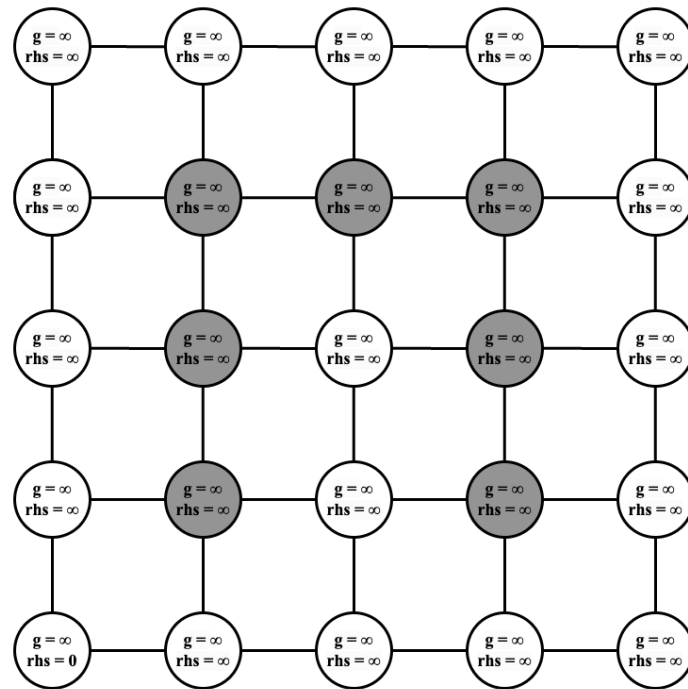 g = ∞
rhs = ∞
g = ∞
rhs = ∞
g = ∞
rhs = ∞
g = ∞
rhs = ∞
g = ∞
rhs = ∞
g = ∞
rhs = ∞
g = ∞
rhs = ∞
g = ∞
rhs = ∞
g = ∞
rhs = ∞
g = ∞
rhs = ∞
g = ∞
rhs = ∞
g = ∞
rhs = ∞
g = ∞
rhs = ∞
g = ∞
rhs = ∞
g = ∞
rhs = ∞
g = ∞
rhs = ∞
g = ∞
rhs = ∞
g = ∞
rhs = ∞
g = ∞
rhs = ∞
g = ∞
rhs = ∞
g = ∞
rhs = 0
g = ∞
rhs = ∞
g = ∞
rhs = ∞
g = ∞
rhs = ∞
g = ∞
rhs = ∞